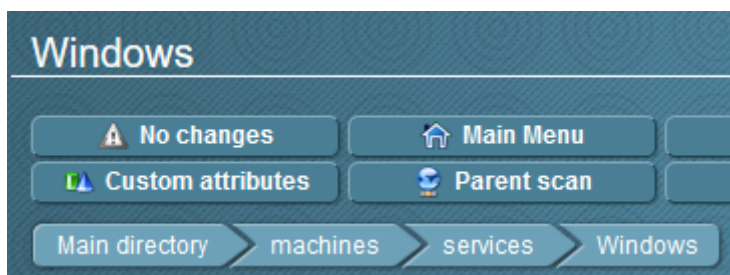 Windows
No changes Main Menu
Custom attributes Parent scan
Main directory machines services Windows